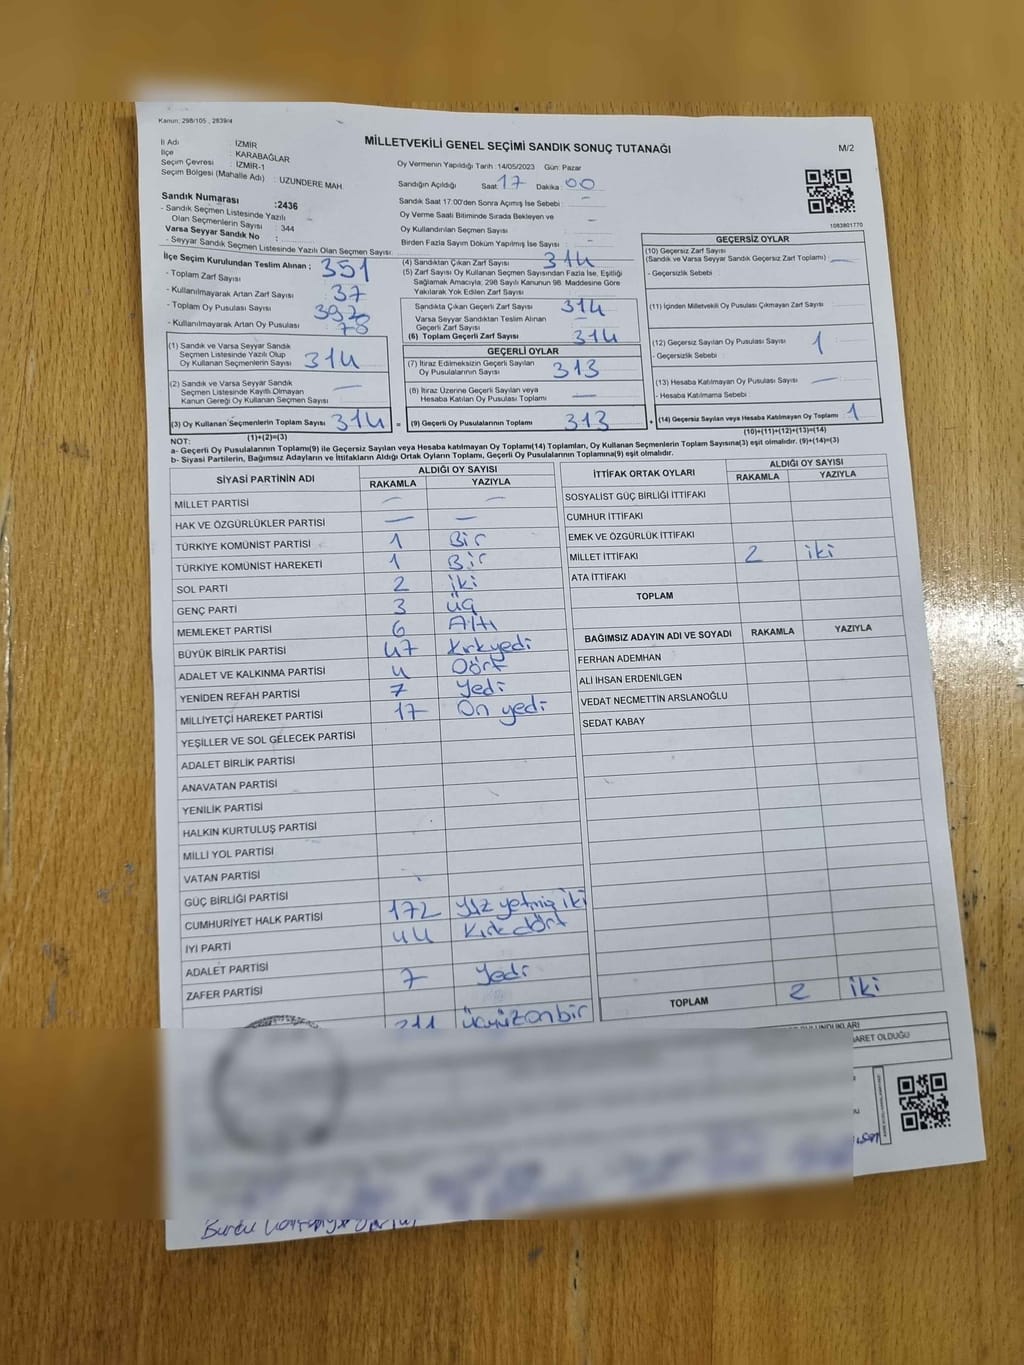 Kanun: 298/105 , 2839/4
MİLLETVEKİLİ GENEL SEÇİMİ SANDIK SONUÇ TUTANAĞI
M/2
İl Adı : İZMİR
İlçe : KARABAĞLAR
Seçim Çevresi : İZMİR-1
Seçim Bölgesi (Mahalle Adı) : UZUNDERE MAH.
Sandık Numarası :2436
- Sandık Seçmen Listesinde Yazılı Olan Seçmenlerin Sayısı : 344
Varsa Seyyar Sandık No :
- Seyyar Sandık Seçmen Listesinde Yazılı Olan Seçmen Sayısı:
Oy Vermenin Yapıldığı Tarih :14/05/2023 Gün: Pazar
Sandığın Açıldığı Saat: 17 Dakika : 00
Sandık Saat 17.00'den Sonra Açımış İse Sebebi : -
Oy Verme Saati Bitiminde Sırada Bekleyen ve
Oy Kullandırılan Seçmen Sayısı -
Birden Fazla Sayım Döküm Yapılmış İse Sayısı : -
1083801770
İlçe Seçim Kurulundan Teslim Alınan :
- Toplam Zarf Sayısı 351
- Kullanılmayarak Artan Zarf Sayısı 37
- Toplam Oy Pusulası Sayısı
- Kullanılmayarak Artan Oy Pusulası 78
(1) Sandık ve Varsa Seyyar Sandık
Seçmen Listesinde Yazılı Olup
Oy Kullanan Seçmenlerin Sayısı : 314
(2) Sandık ve Varsa Seyyar Sandık
Seçmen Listesinde Kayıtlı Olmayan
Kanun Gereği Oy Kullanan Seçmen Sayısı : —
(3) Oy Kullanan Seçmenlerin Toplam Sayısı : 314 =
(1)+(2)=(3)
(4) Sandıktan Çıkan Zarf Sayısı : 314
(5) Zarf Sayısı Oy Kullanan Seçmen Sayısından Fazla İse, Eşitliği
Sağlamak Amacıyla; 298 Sayılı Kanunun 98. Maddesine Göre
Yakılarak Yok Edilen Zarf Sayısı :
Sandıkta Çıkan Geçerli Zarf Sayısı : 314
Varsa Seyyar Sandıktan Teslim Alınan
Geçerli Zarf Sayısı : —
(6) Toplam Geçerli Zarf Sayısı : 314
GEÇERLİ OYLAR
(7) İtiraz Edilmeksizin Geçerli Sayılan
Oy Pusulalarının Sayısı : 313
(8) İtiraz Üzerine Geçerli Sayılan veya
Hesaba Katılan Oy Pusulası Toplamı : —
(9) Geçerli Oy Pusulalarının Toplamı : 313 +
GEÇERSİZ OYLAR
(10) Geçersiz Zarf Sayısı
(Sandık ve Varsa Seyyar Sandık Geçersiz Zarf Toplamı) : —
- Geçersizlik Sebebi :
(11) İçinden Milletvekili Oy Pusulası Çıkmayan Zarf Sayısı :
(12) Geçersiz Sayılan Oy Pusulası Sayısı : 1
- Geçersizlik Sebebi :
(13) Hesaba Katılmayan Oy Pusulası Sayısı : —
- Hesaba Katılmama Sebebi :
(14) Geçersiz Sayılan veya Hesaba Katılmayan Oy Toplamı : 1
(10)+(11)+(12)+(13)=(14)
NOT:
a- Geçerli Oy Pusulalarının Toplamı(9) ile Geçersiz Sayılan veya Hesaba katılmayan Oy Toplamı(14) Toplamları, Oy Kullanan Seçmenlerin Toplam Sayısına(3) eşit olmalıdır. (9)+(14)=(3)
b- Siyasi Partilerin, Bağımsız Adayların ve İttifakların Aldığı Ortak Oyların Toplamı, Geçerli Oy Pusulalarının Toplamına(9) eşit olmalıdır.
SİYASİ PARTİNİN ADI ALDIĞI OY SAYISI
RAKAMLA YAZIYLA
MİLLET PARTİSİ — —
HAK VE ÖZGÜRLÜKLER PARTİSİ — —
TÜRKİYE KOMÜNİST PARTİSİ 1 Bir
TÜRKİYE KOMÜNİST HAREKETİ 1 Bir
SOL PARTİ 2 iki
GENÇ PARTİ 3 üç
MEMLEKET PARTİSİ 6 Altı
BÜYÜK BİRLİK PARTİSİ 47 Kırkyedi
ADALET VE KALKINMA PARTİSİ 4 Dört
YENİDEN REFAH PARTİSİ 7 Yedi
MİLLİYETÇİ HAREKET PARTİSİ 17 On yedi
YEŞİLLER VE SOL GELECEK PARTİSİ
ADALET BİRLİK PARTİSİ
ANAVATAN PARTİSİ
YENİLİK PARTİSİ
HALKIN KURTULUŞ PARTİSİ
MİLLİ YOL PARTİSİ
VATAN PARTİSİ
GÜÇ BİRLİĞİ PARTİSİ
CUMHURİYET HALK PARTİSİ 172 Yüz yetmiş iki
İYİ PARTİ 44 Kırk dört
ADALET PARTİSİ
ZAFER PARTİSİ 7 Yedi
311 üçyüzonbir
İTTİFAK ORTAK OYLARI ALDIĞI OY SAYISI
RAKAMLA YAZIYLA
SOSYALİST GÜÇ BİRLİĞİ İTTİFAKI
CUMHUR İTTİFAKI
EMEK VE ÖZGÜRLÜK İTTİFAKI
MİLLET İTTİFAKI 2 iki
ATA İTTİFAKI
TOPLAM
BAĞIMSIZ ADAYIN ADI VE SOYADI RAKAMLA YAZIYLA
FERHAN ADEMHAN
ALİ İHSAN ERDENİLGEN
VEDAT NECMETTİN ARSLANOĞLU
SEDAT KABAY
TOPLAM 2 iki
BULUNDUKLARI
İBARET OLDUĞU